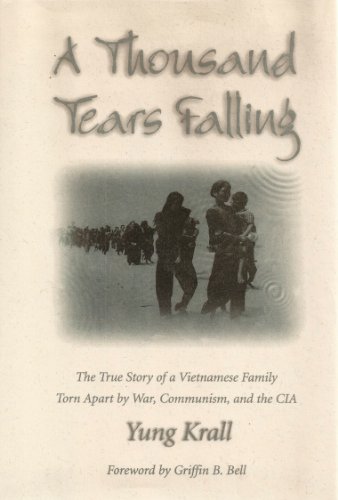 A Thousand
Tears Falling
The True Story of a Vietnamese Family
Torn Apart by War, Communism, and the CIA
Yung Krall
Foreword by Griffin B. Bell